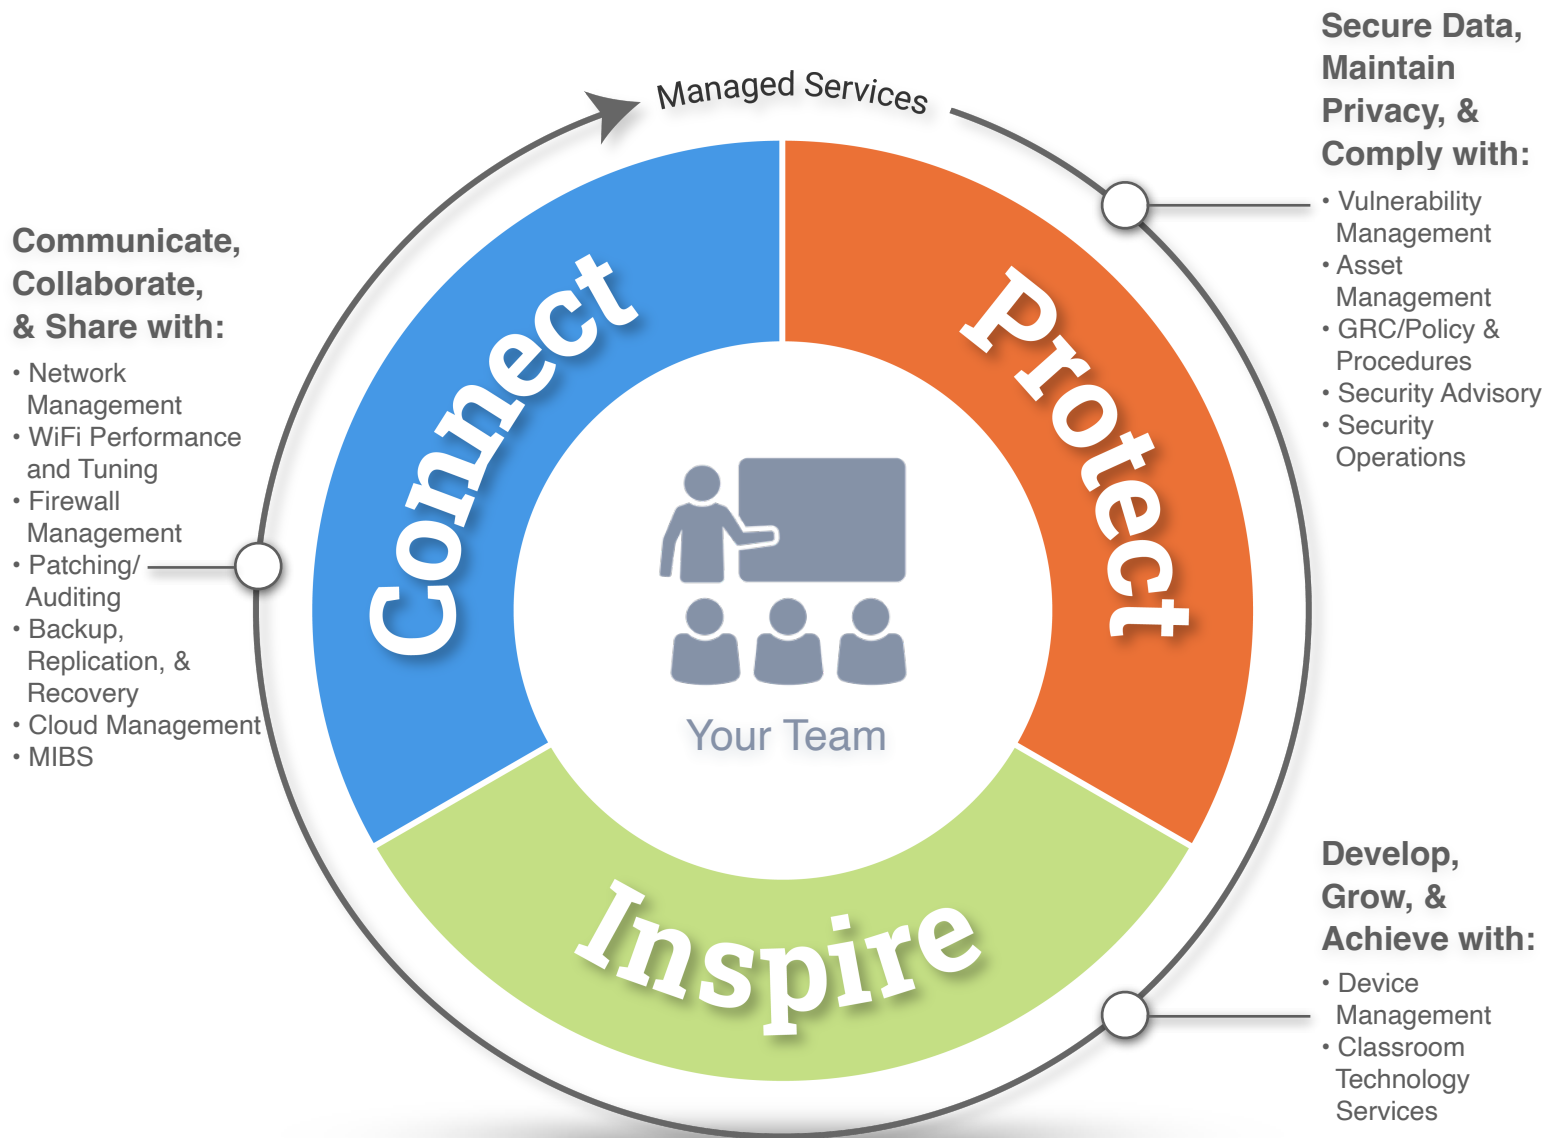 Managed Services
Secure Data,
Maintain
Privacy, &
Comply with:
• Vulnerability
Management
• Asset
Management
• GRC/Policy &
Procedures
• Security Advisory
• Security
Operations
Communicate,
Collaborate,
& Share with:
• Network
Management
• WiFi Performance
and Tuning
• Firewall
Management
• Patching/
Auditing
• Backup,
Replication, &
Recovery
• Cloud Management
• MIBS
Connect
Protect
Inspire
Your Team
Develop,
Grow, &
Achieve with:
• Device
Management
• Classroom
Technology
Services